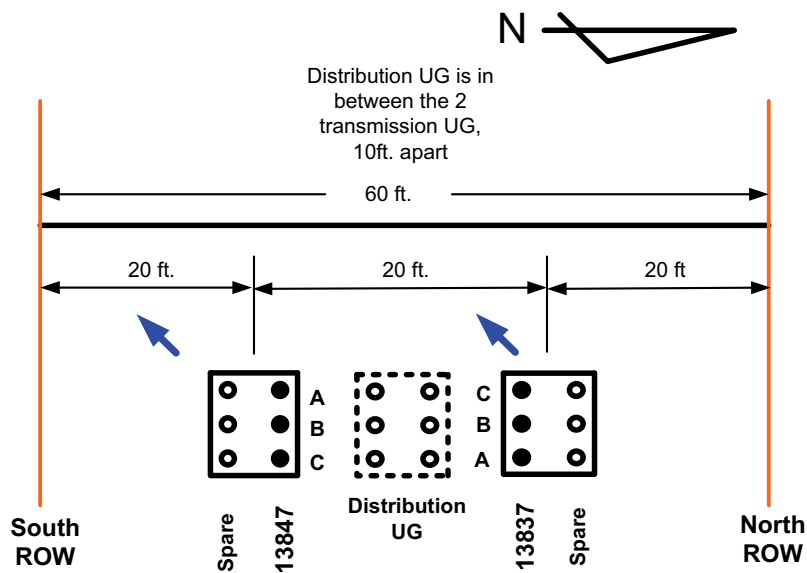 N
Distribution UG is in
between the 2
transmission UG,
10ft. apart
60 ft.
20 ft.
20 ft.
20 ft
A
B
C
C
B
A
Spare
13847
Distribution
UG
13837
Spare
South
ROW
North
ROW